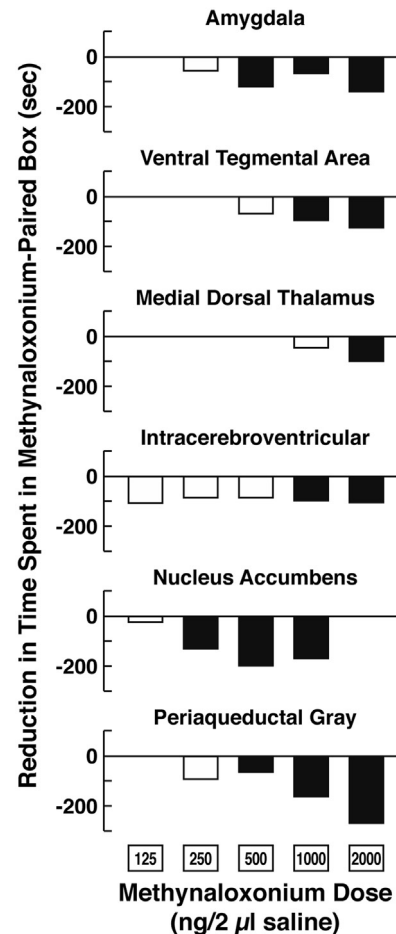 Reduction in Time Spent in Methynaloxonium-Paired Box (sec)
Amygdala
0
-200
Ventral Tegmental Area
0
-200
Medial Dorsal Thalamus
0
-200
Intracerebroventricular
0
-200
Nucleus Accumbens
0
-200
Periaqueductal Gray
0
-200
125 250 500 1000 2000
Methynaloxonium Dose
(ng/2 µl saline)